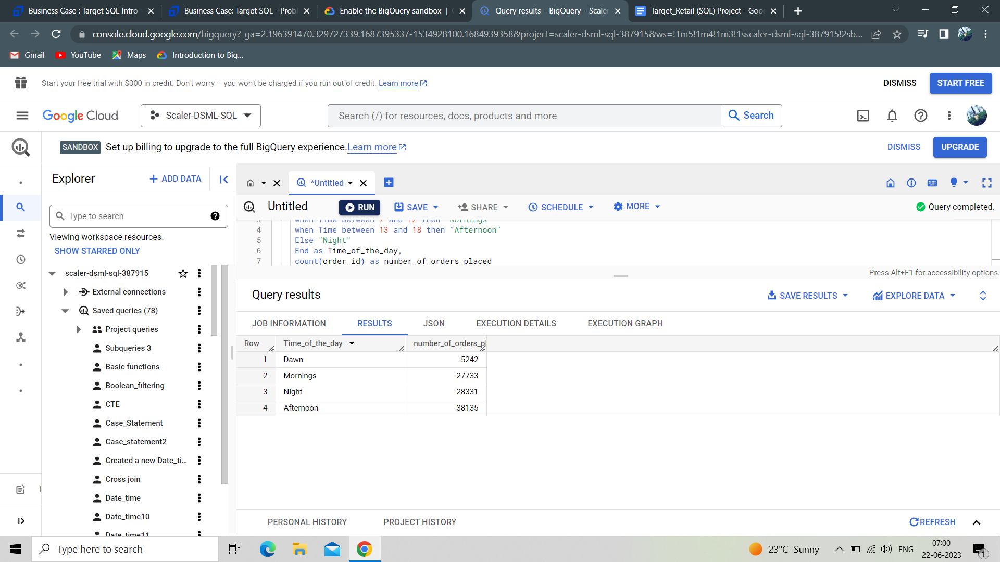 Business Case : Target SQL Intro
Business Case: Target SQL - Prob
Enable the BigQuery sandbox |
Query results – BigQuery – Scaler
Target_Retail (SQL) Project - Goo
console.cloud.google.com/bigquery?_ga=2.196391470.329727339.1687395337-1534928100.1684939358&project=scaler-dsml-sql-387915&ws=!1m5!1m4!1m3!1sscaler-dsml-sql-387915!2sb...
Gmail
YouTube
Maps
Introduction to Big...
Start your free trial with $300 in credit. Don't worry – you won't be charged if you run out of credit. Learn more
DISMISS
START FREE
Google Cloud
Scaler-DSML-SQL
Search (/) for resources, docs, products and more
Search
SANDBOX
Set up billing to upgrade to the full BigQuery experience. Learn more
DISMISS
UPGRADE
Explorer
+ ADD DATA
*Untitled
Untitled
RUN
SAVE
SHARE
SCHEDULE
MORE
Query completed.
Type to search
Viewing workspace resources.
SHOW STARRED ONLY
3 when Time between 7 and 12 then "Mornings"
4 when Time between 13 and 18 then "Afternoon"
5 Else "Night"
6 End as Time_of_the_day,
7 count(order_id) as number_of_orders_placed
Press Alt+F1 for accessibility options.
scaler-dsml-sql-387915
External connections
Saved queries (78)
Project queries
Subqueries 3
Basic functions
Boolean_filtering
CTE
Case_Statement
Case_statement2
Created a new Date_ti...
Cross join
Date_time
Date_time10
Date_time11
Query results
SAVE RESULTS
EXPLORE DATA
JOB INFORMATION
RESULTS
JSON
EXECUTION DETAILS
EXECUTION GRAPH
Row Time_of_the_day number_of_orders_pl
1 Dawn 5242
2 Mornings 27733
3 Night 28331
4 Afternoon 38135
PERSONAL HISTORY
PROJECT HISTORY
REFRESH
Type here to search
23°C Sunny
ENG
07:00
22-06-2023
1